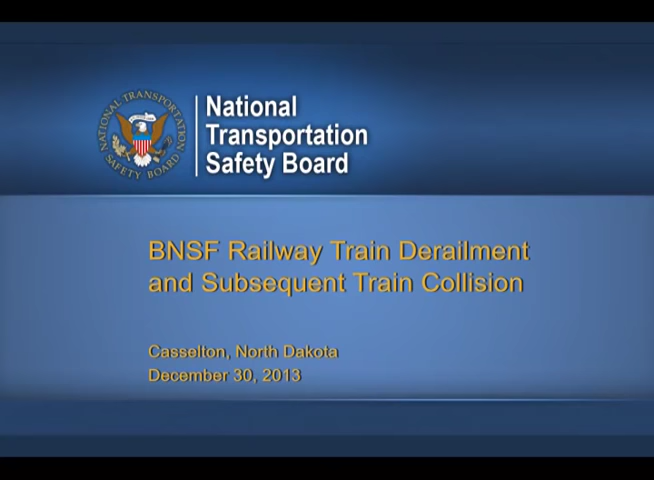 NATIONAL TRANSPORTATION
SAFETY BOARD
National
Transportation
Safety Board
BNSF Railway Train Derailment
and Subsequent Train Collision
Casselton, North Dakota
December 30, 2013